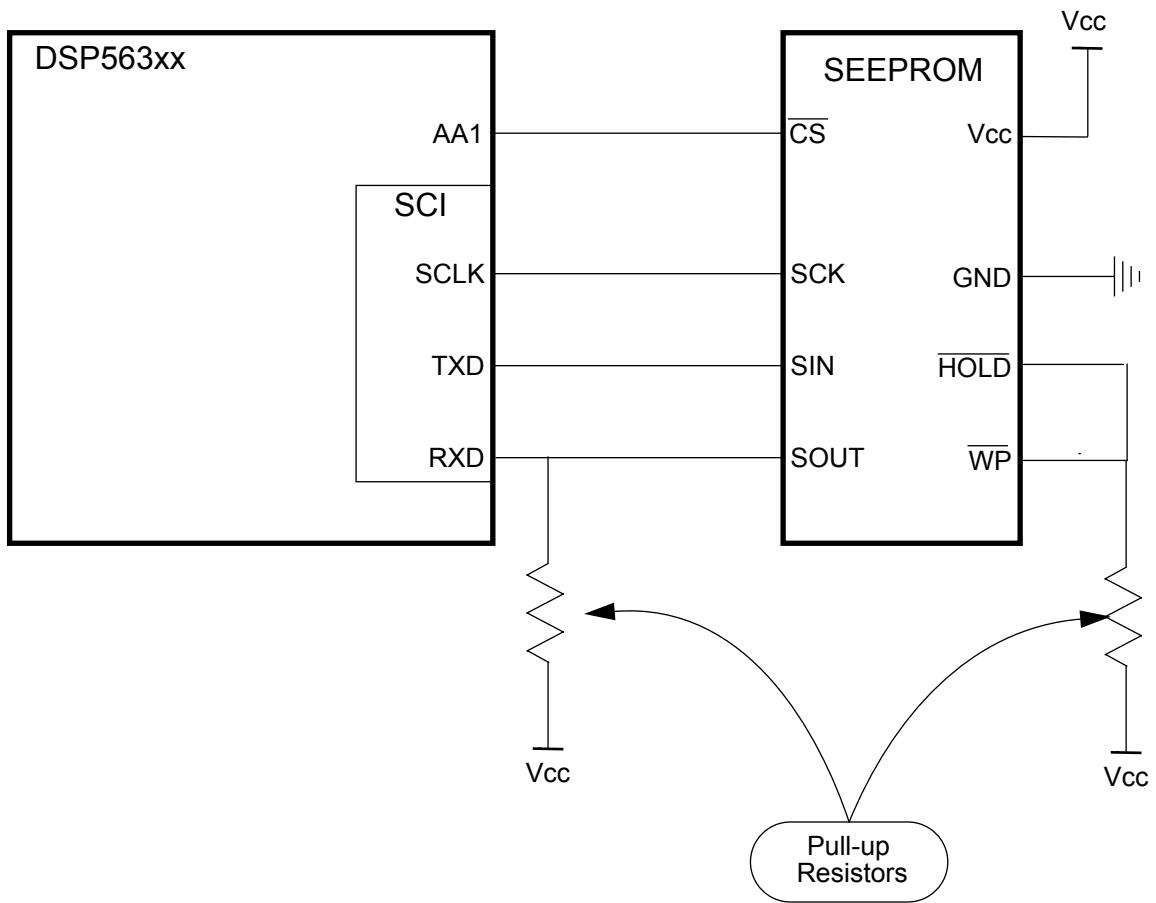 Vcc
DSP563xx
SEEPROM
AA1
CS
Vcc
SCI
SCLK
SCK
GND
TXD
SIN
HOLD
RXD
SOUT
WP
Vcc
Vcc
Pull-up
Resistors